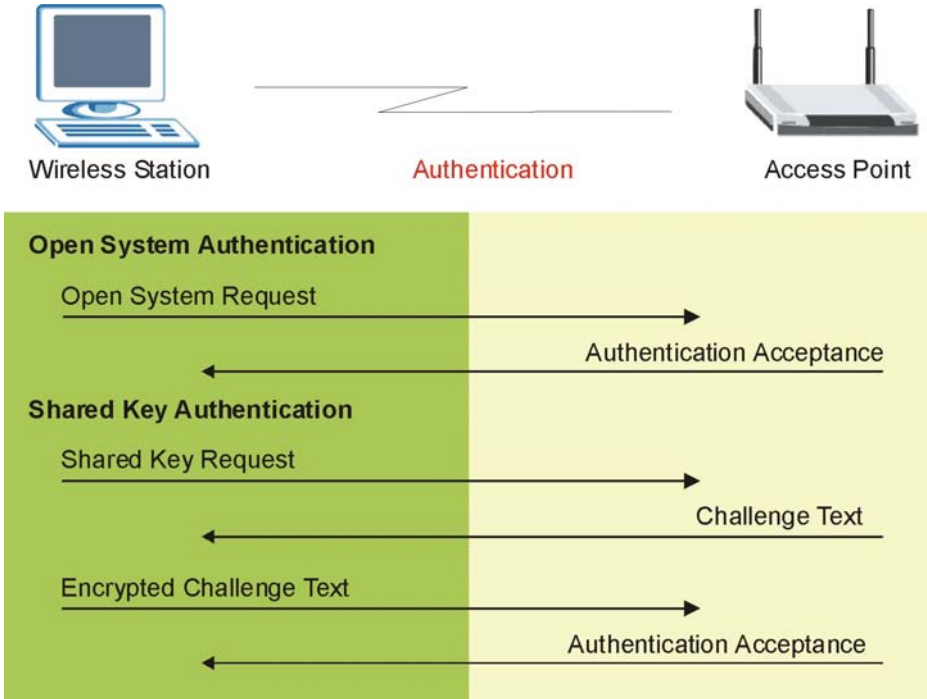 Wireless Station
Authentication
Access Point
Open System Authentication
Open System Request
Authentication Acceptance
Shared Key Authentication
Shared Key Request
Challenge Text
Encrypted Challenge Text
Authentication Acceptance